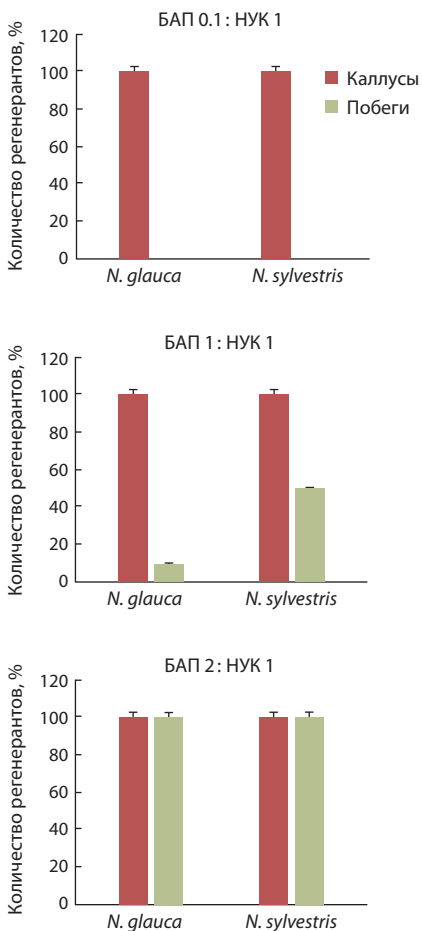 БАП 0.1 : НУК 1
Количество регенерантов, %
120
100
80
60
40
20
0
Каллусы
Побеги
N. glauca
N. sylvestris
БАП 1 : НУК 1
Количество регенерантов, %
120
100
80
60
40
20
0
N. glauca
N. sylvestris
БАП 2 : НУК 1
Количество регенерантов, %
120
100
80
60
40
20
0
N. glauca
N. sylvestris